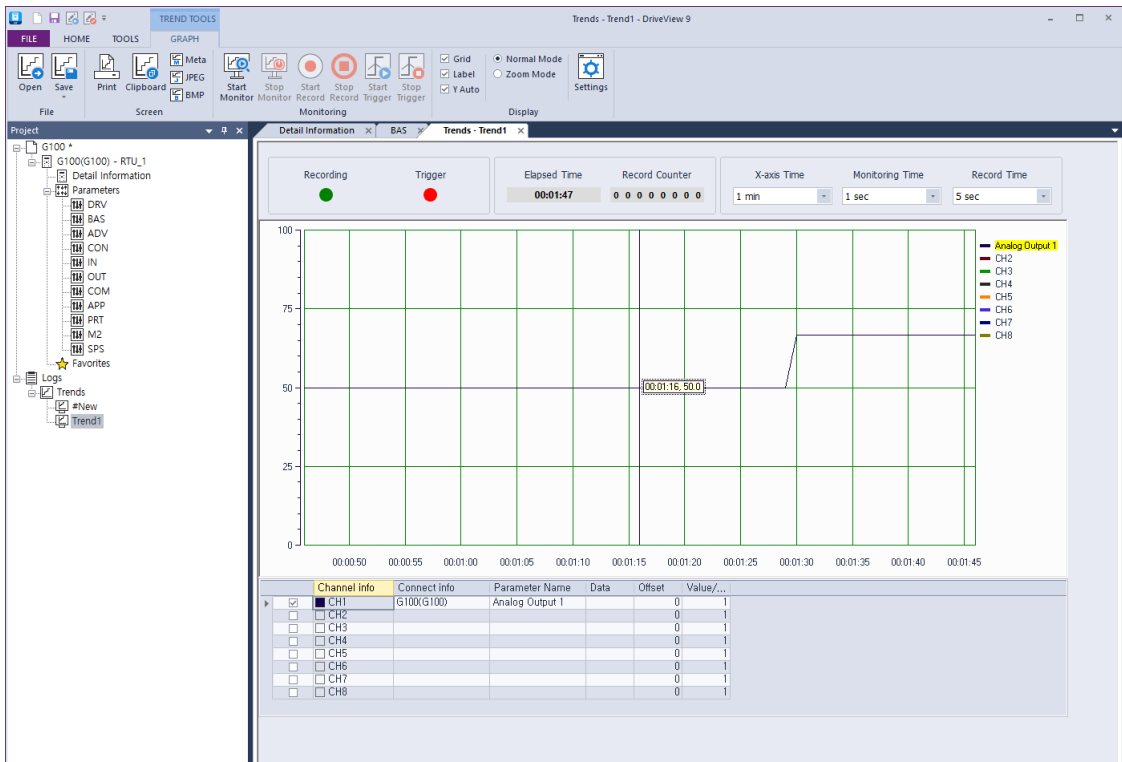 TREND TOOLS
Trends - Trend1 - DriveView 9
FILE HOME TOOLS GRAPH
Open
Save
Print
Clipboard
Meta
JPEG
BMP
Start Monitor
Stop Monitor
Start Record
Stop Record
Start Trigger
Stop Trigger
Grid
Label
Y Auto
Normal Mode
Zoom Mode
Settings
File Screen Monitoring Display
Project
G100 *
G100(G100) - RTU_1
Detail Information
Parameters
DRV
BAS
ADV
CON
IN
OUT
COM
APP
PRT
M2
SPS
Favorites
Logs
Trends
#New
Trend1
Detail Information BAS Trends - Trend1
Recording Trigger Elapsed Time Record Counter X-axis Time Monitoring Time Record Time
00:01:47 0 0 0 0 0 0 0 0 1 min 1 sec 5 sec
100
75
50
25
0
00:01:16, 50.0
Analog Output 1
CH2
CH3
CH4
CH5
CH6
CH7
CH8
00:00:50 00:00:55 00:01:00 00:01:05 00:01:10 00:01:15 00:01:20 00:01:25 00:01:30 00:01:35 00:01:40 00:01:45
Channel info Connect info Parameter Name Data Offset Value/...
CH1 G100(G100) Analog Output 1 0 1
CH2 0 1
CH3 0 1
CH4 0 1
CH5 0 1
CH6 0 1
CH7 0 1
CH8 0 1